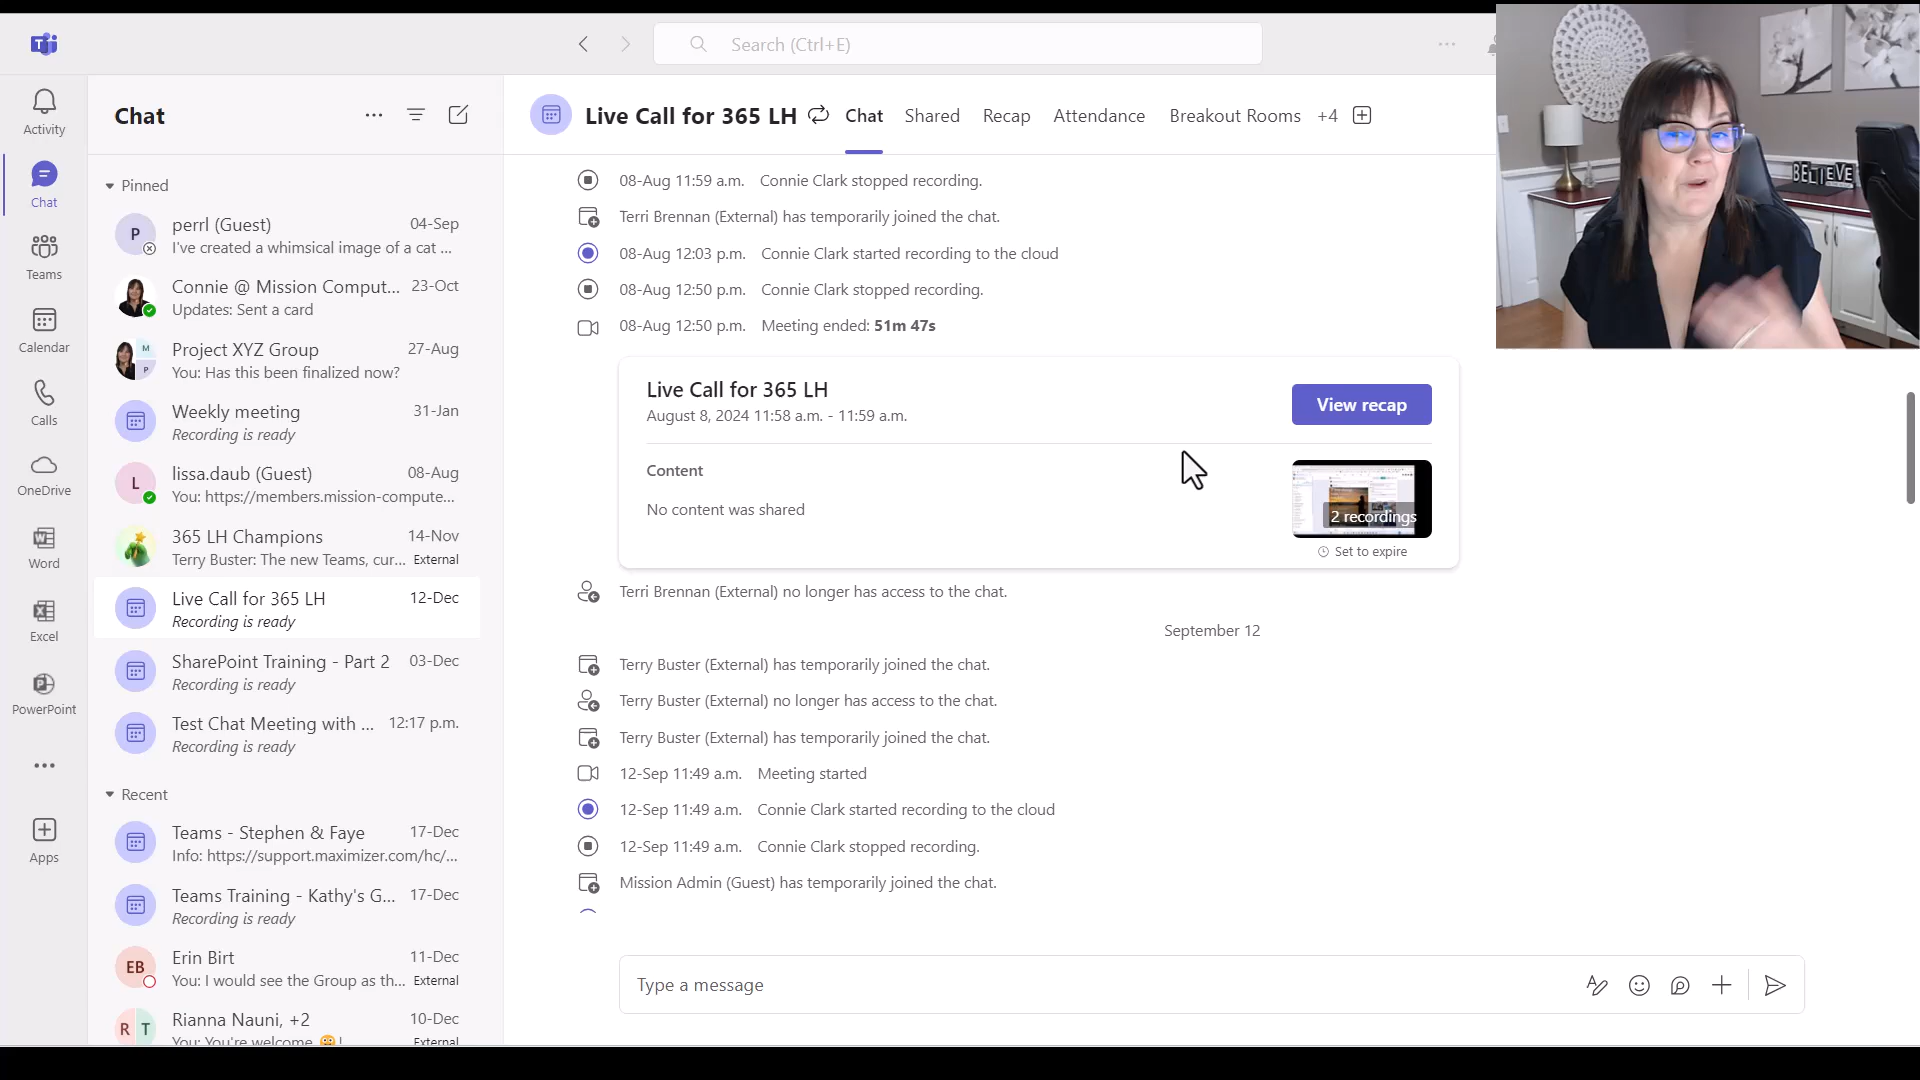 Search (Ctrl+E)
Activity
Chat
Teams
Calendar
Calls
OneDrive
Word
Excel
PowerPoint
Apps
Chat
Pinned
P
perrl (Guest) 04-Sep
I've created a whimsical image of a cat ...
Connie @ Mission Comput... 23-Oct
Updates: Sent a card
M
P
Project XYZ Group 27-Aug
You: Has this been finalized now?
Weekly meeting 31-Jan
Recording is ready
L
lissa.daub (Guest) 08-Aug
You: https://members.mission-compute...
365 LH Champions 14-Nov
Terry Buster: The new Teams, cur... External
Live Call for 365 LH 12-Dec
Recording is ready
SharePoint Training - Part 2 03-Dec
Recording is ready
Test Chat Meeting with ... 12:17 p.m.
Recording is ready
Recent
Teams - Stephen & Faye 17-Dec
Info: https://support.maximizer.com/hc/...
Teams Training - Kathy's G... 17-Dec
Recording is ready
EB
Erin Birt 11-Dec
You: I would see the Group as th... External
R T
Rianna Nauni, +2 10-Dec
You: You're welcome 😳! External
Live Call for 365 LH Chat Shared Recap Attendance Breakout Rooms +4
08-Aug 11:59 a.m. Connie Clark stopped recording.
Terri Brennan (External) has temporarily joined the chat.
08-Aug 12:03 p.m. Connie Clark started recording to the cloud
08-Aug 12:50 p.m. Connie Clark stopped recording.
08-Aug 12:50 p.m. Meeting ended: 51m 47s
Live Call for 365 LH
August 8, 2024 11:58 a.m. - 11:59 a.m.
View recap
Content
No content was shared
2 recordings
Set to expire
Terri Brennan (External) no longer has access to the chat.
September 12
Terry Buster (External) has temporarily joined the chat.
Terry Buster (External) no longer has access to the chat.
Terry Buster (External) has temporarily joined the chat.
12-Sep 11:49 a.m. Meeting started
12-Sep 11:49 a.m. Connie Clark started recording to the cloud
12-Sep 11:49 a.m. Connie Clark stopped recording.
Mission Admin (Guest) has temporarily joined the chat.
Type a message
BELIEVE